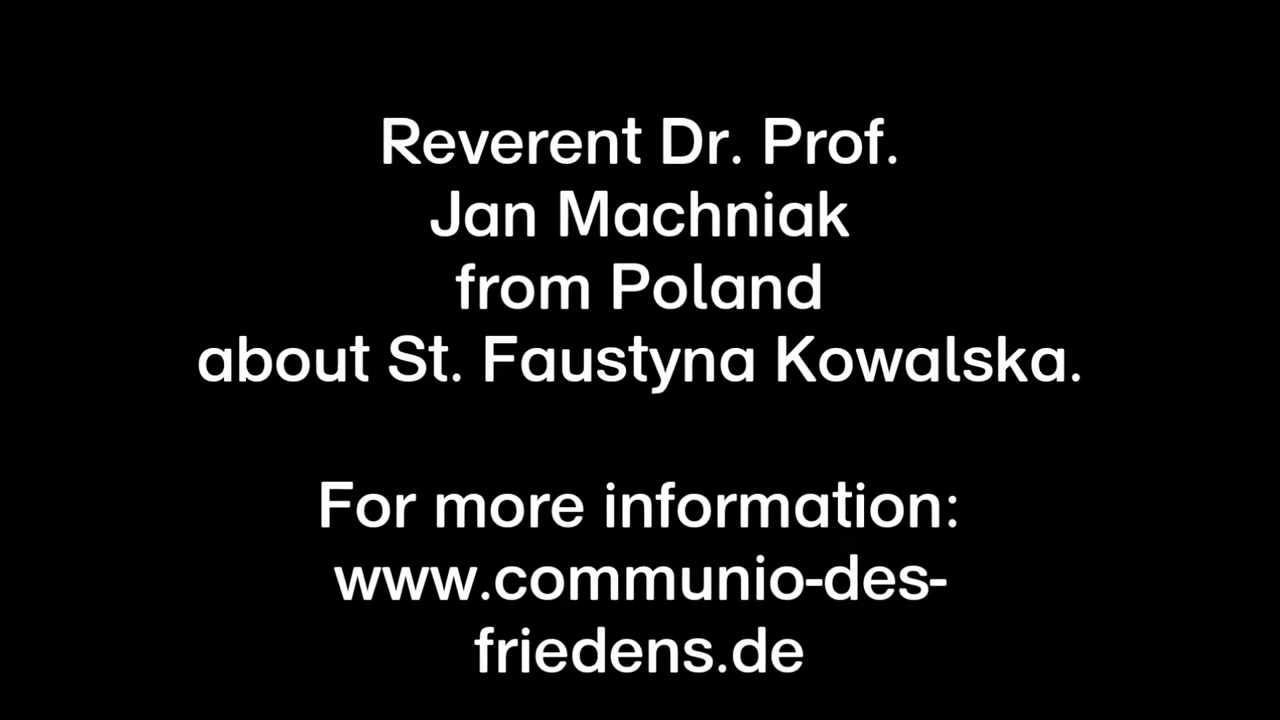 Reverent Dr. Prof.
Jan Machniak
from Poland
about St. Faustyna Kowalska.
For more information:
www.communio-des-
friedens.de